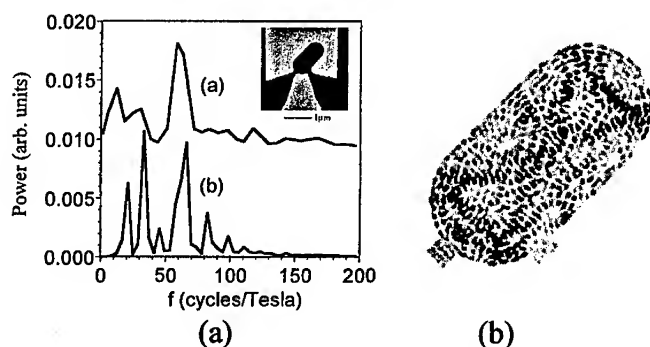 0.020
0.015
0.010
0.005
0.000
Power (arb. units)
(a)
(b)
1μm
0 50 100 150 200
f (cycles/Tesla)
(a) (b)